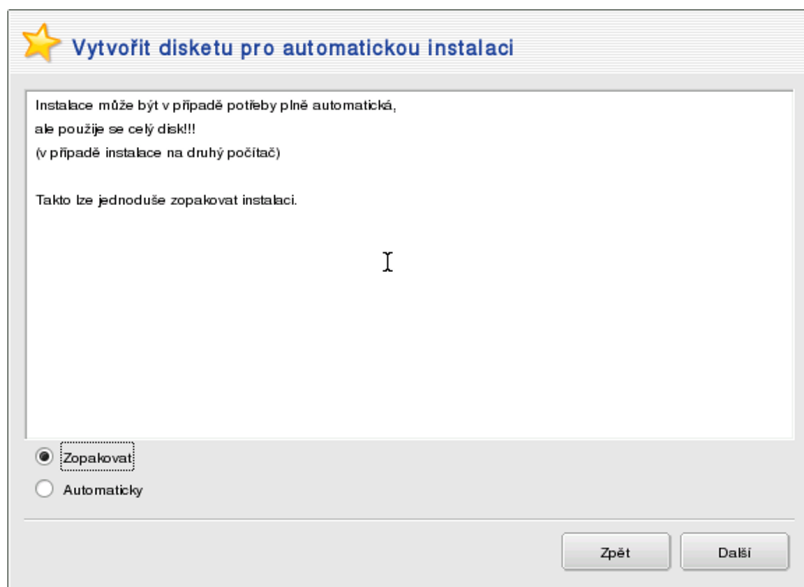 Vytvořit disketu pro automatickou instalaci
Instalace může být v případě potřeby plně automatická,
ale použije se celý disk!!!
(v případě instalace na druhý počítač)
Takto lze jednoduše zopakovat instalaci.
Zopakovat
Automaticky
Zpět
Další